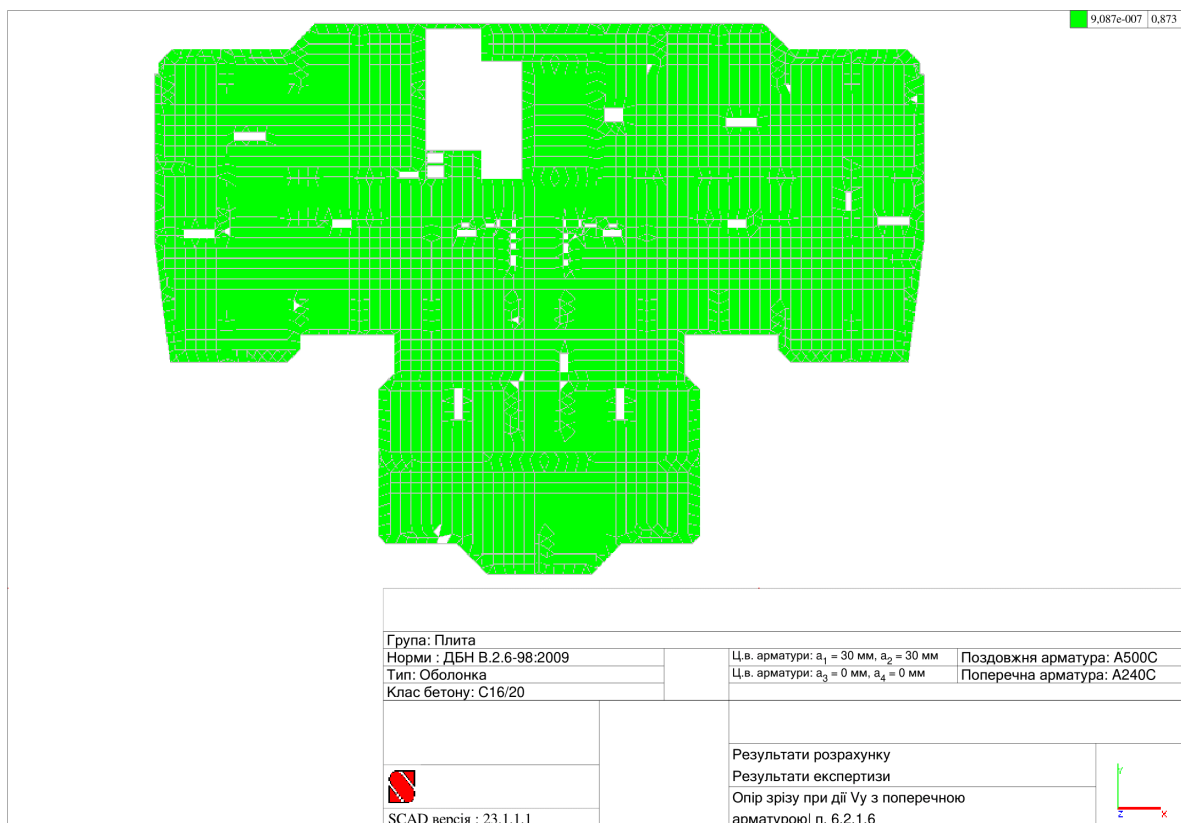 9,087e-007 0,873
Група: Плита
Норми : ДБН В.2.6-98:2009
Тип: Оболонка
Клас бетону: C16/20
Ц.в. арматури: a1 = 30 мм, a2 = 30 мм
Ц.в. арматури: a3 = 0 мм, a4 = 0 мм
Поздовжня арматура: A500C
Поперечна арматура: A240C
Результати розрахунку
Результати експертизи
Опір зрізу при дії Vy з поперечною
арматурою| п. 6.2.1.6
SCAD версія : 23.1.1.1
Y
Z
X